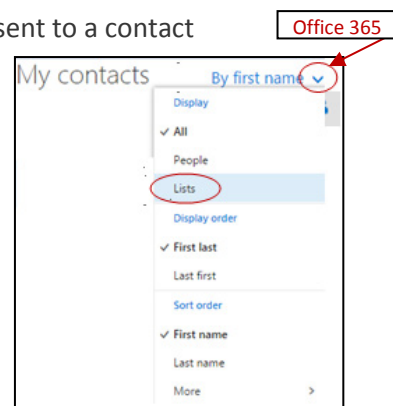 sent to a contact
Office 365
My contacts
By first name
Display
All
People
Lists
Display order
First last
Last first
Sort order
First name
Last name
More